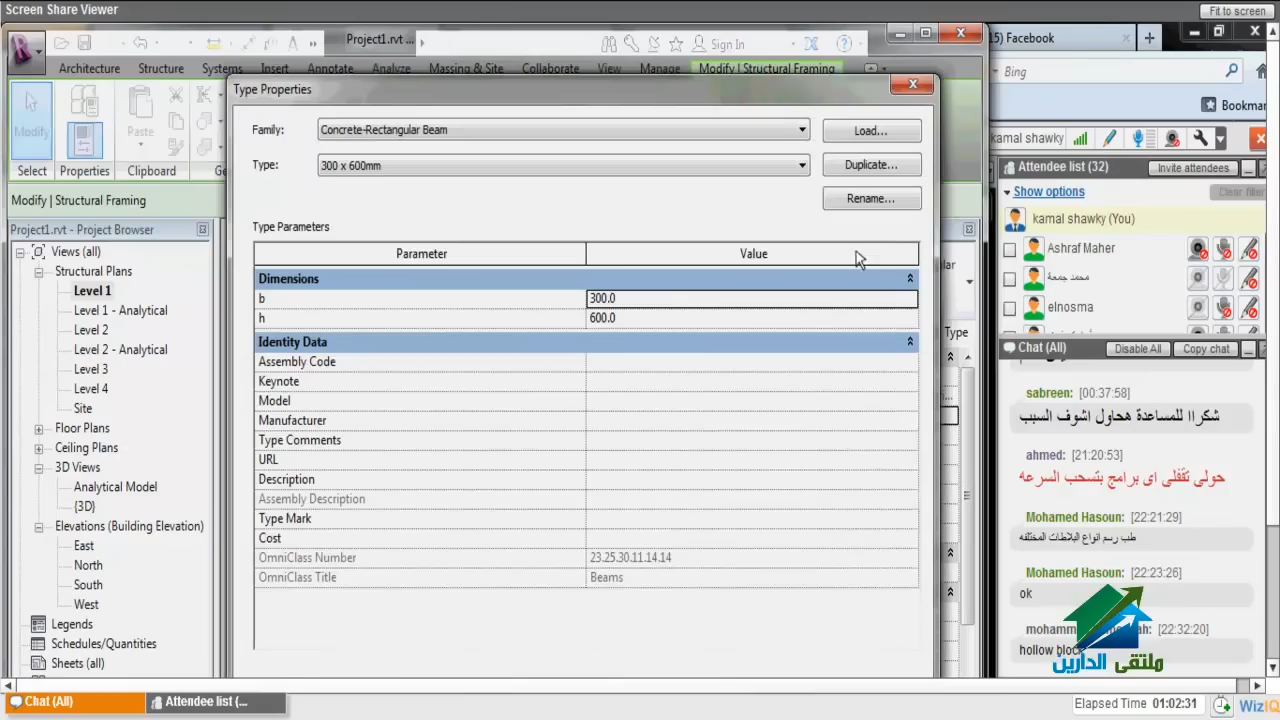 Screen Share Viewer
Fit to screen
Project1.rvt ...
Sign In
15) Facebook
Architecture
Structure
Systems
Insert
Annotate
Analyze
Massing & Site
Collaborate
View
Manage
Modify | Structural Framing
Bing
Modify
Paste
Bookmar
Select
Properties
Clipboard
Modify | Structural Framing
kamal shawky
Attendee list (32)
Invite attendees
Show options
Clear filter
kamal shawky (You)
Ashraf Maher
محمد جمعة
elnosma
Type Properties
Family:
Concrete-Rectangular Beam
Load...
Type:
300 x 600mm
Duplicate...
Rename...
Type Parameters
Parameter
Value
Dimensions
b
300.0
h
600.0
Identity Data
Assembly Code
Keynote
Model
Manufacturer
Type Comments
URL
Description
Assembly Description
Type Mark
Cost
OmniClass Number
23.25.30.11.14.14
OmniClass Title
Beams
lar
Type
Project1.rvt - Project Browser
Views (all)
Structural Plans
Level 1
Level 1 - Analytical
Level 2
Level 2 - Analytical
Level 3
Level 4
Site
Floor Plans
Ceiling Plans
3D Views
Analytical Model
{3D}
Elevations (Building Elevation)
East
North
South
West
Legends
Schedules/Quantities
Sheets (all)
Chat (All)
Disable All
Copy chat
sabreen: [00:37:58]
شكراا للمساعدة هحاول اشوف السبب
ahmed: [21:20:53]
حولى تقفلى اى برامج بتسحب السرعه
Mohamed Hasoun: [22:21:29]
طب رسم انواع البلاطات المختلفه
Mohamed Hasoun: [22:23:26]
ok
[22:32:20]
hollow block
ملتقى الدارين
Chat (All)
Attendee list (...
Elapsed Time 01:02:31
WizIQ